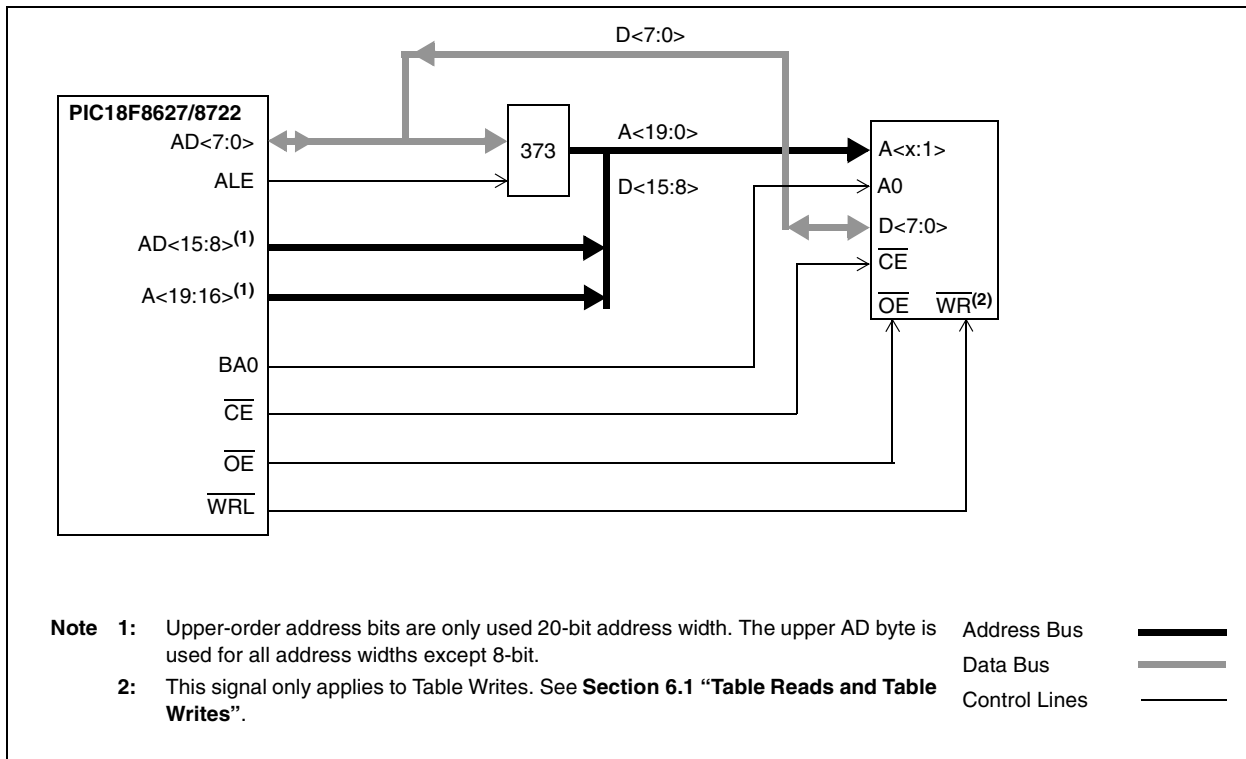 D<7:0>
PIC18F8627/8722
AD<7:0>
373
A<19:0>
A<x:1>
ALE
D<15:8>
A0
AD<15:8>(1)
D<7:0>
CE
A<19:16>(1)
OE WR(2)
BA0
CE
OE
WRL
Note 1: Upper-order address bits are only used 20-bit address width. The upper AD byte is
used for all address widths except 8-bit.
2: This signal only applies to Table Writes. See Section 6.1 “Table Reads and Table
Writes”.
Address Bus
Data Bus
Control Lines